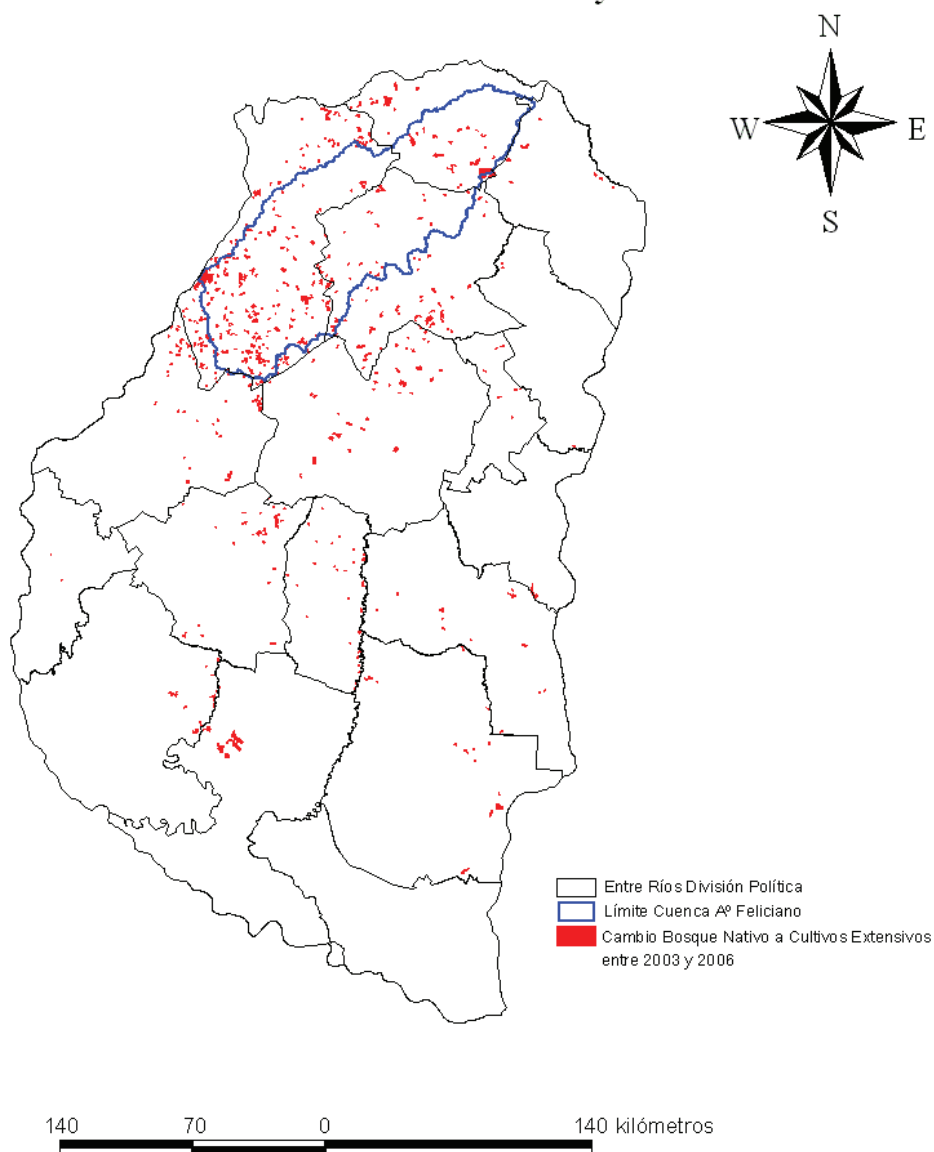 y
N
W E
S
Entre Ríos División Política
Límite Cuenca Aº Feliciano
Cambio Bosque Nativo a Cultivos Extensivos
entre 2003 y 2006
140 70 0 140 kilómetros